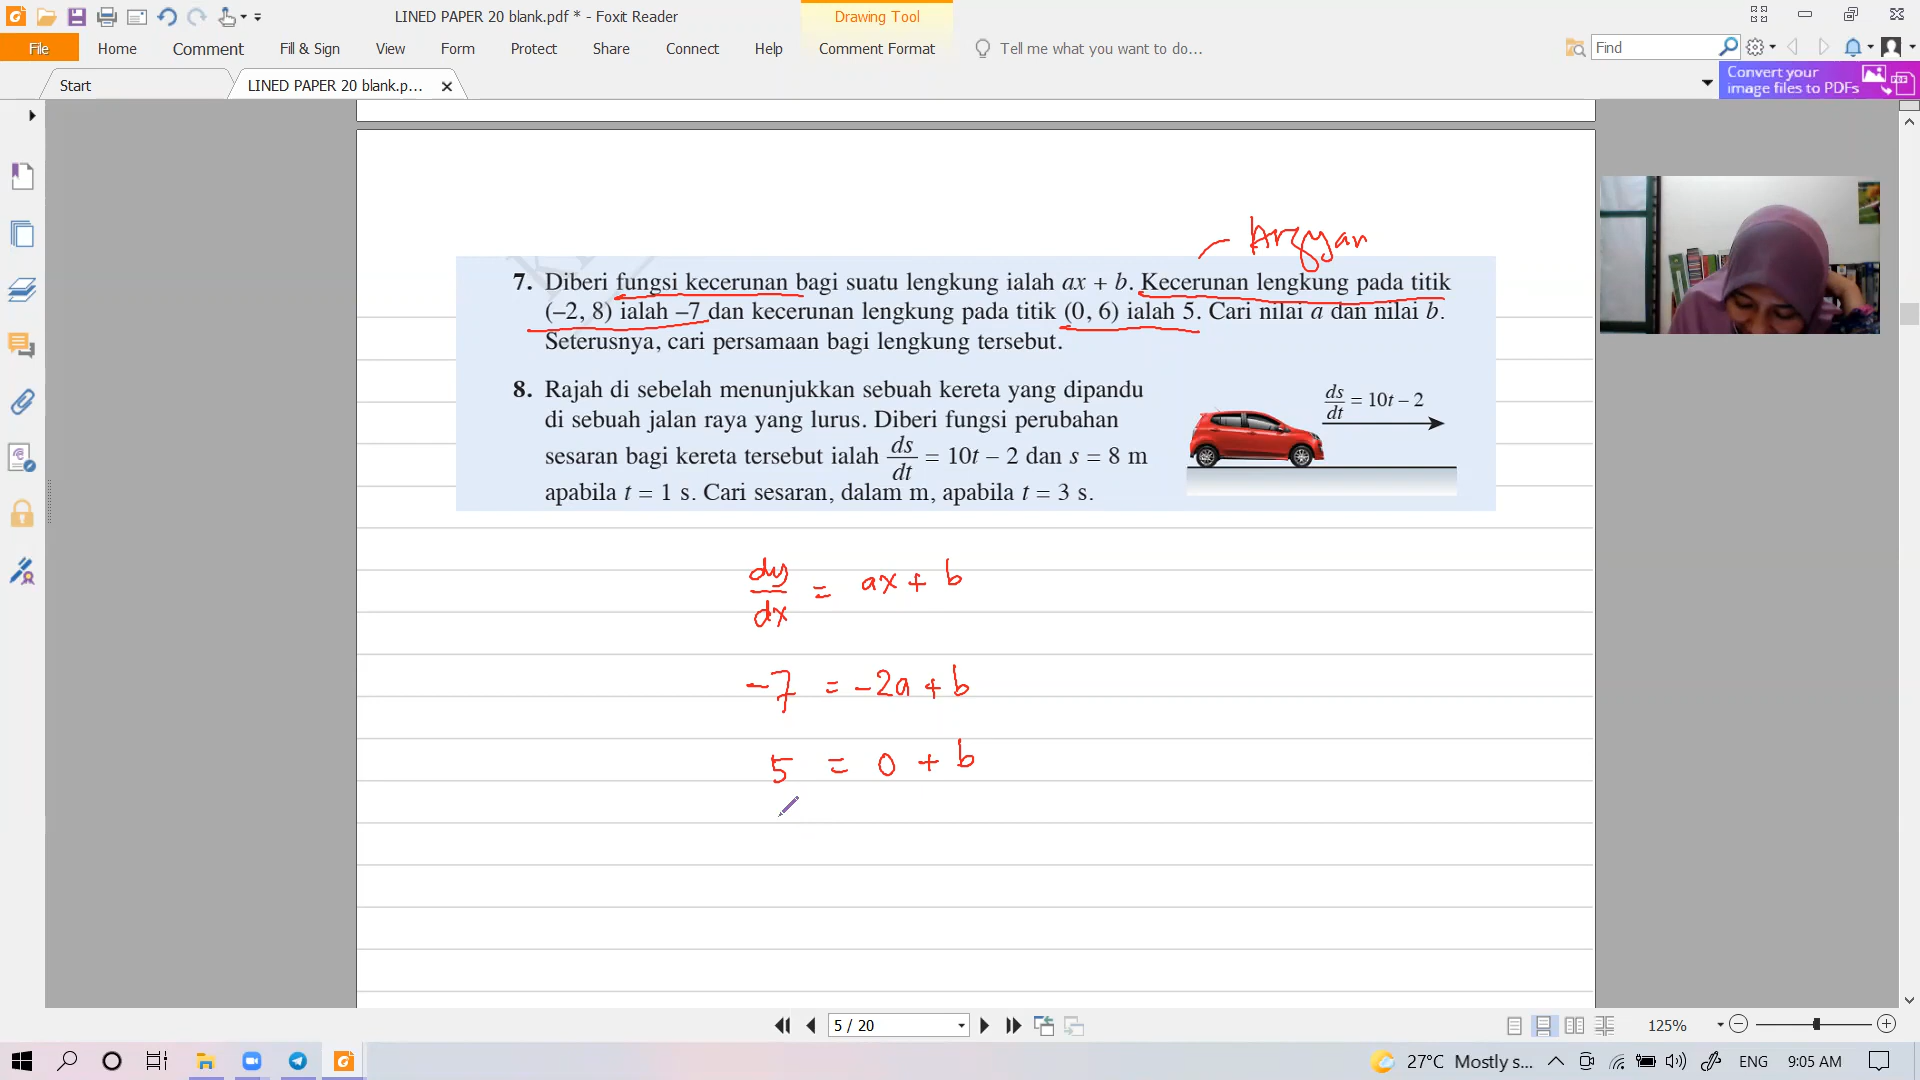 LINED PAPER 20 blank.pdf * - Foxit Reader
Drawing Tool
File Home Comment Fill & Sign View Form Protect Share Connect Help Comment Format Tell me what you want to do... Find
Start LINED PAPER 20 blank.p...
Convert your
image files to PDFs
Arzyan
7. Diberi fungsi kecerunan bagi suatu lengkung ialah ax + b. Kecerunan lengkung pada titik
(–2, 8) ialah –7 dan kecerunan lengkung pada titik (0, 6) ialah 5. Cari nilai a dan nilai b.
Seterusnya, cari persamaan bagi lengkung tersebut.
8. Rajah di sebelah menunjukkan sebuah kereta yang dipandu
di sebuah jalan raya yang lurus. Diberi fungsi perubahan
sesaran bagi kereta tersebut ialah ds/dt = 10t – 2 dan s = 8 m
apabila t = 1 s. Cari sesaran, dalam m, apabila t = 3 s.
ds/dt = 10t – 2
dy/dx = ax + b
-7 = -2a + b
5 = 0 + b
5 / 20
125%
27°C Mostly s... ENG 9:05 AM